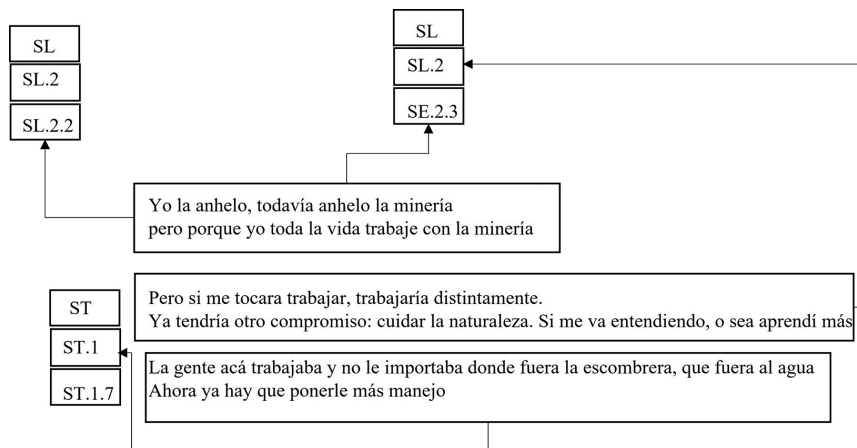 SL
SL.2
SL.2.2
SL
SL.2
SE.2.3
Yo la anhelo, todavía anhelo la minería
pero porque yo toda la vida trabaje con la minería
ST
ST.1
ST.1.7
Pero si me tocara trabajar, trabajaría distintamente.
Ya tendría otro compromiso: cuidar la naturaleza. Si me va entendiendo, o sea aprendí más
La gente acá trabajaba y no le importaba donde fuera la escombrera, que fuera al agua
Ahora ya hay que ponerle más manejo